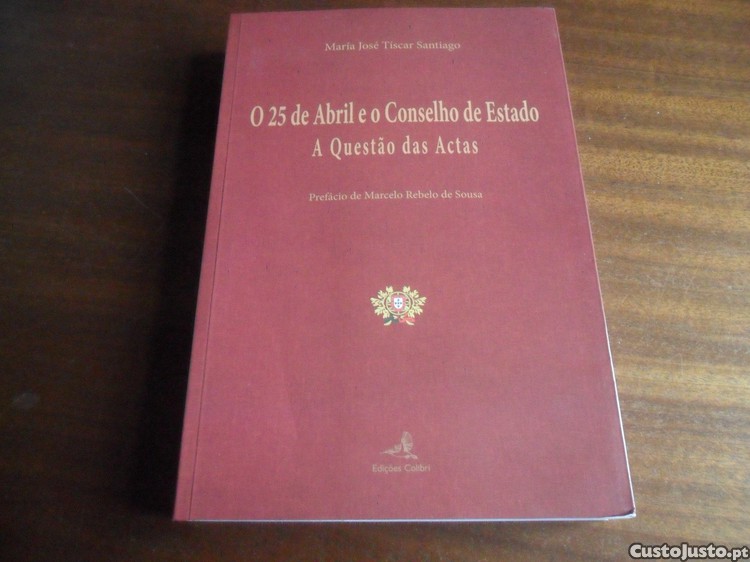 María José Tíscar Santiago
O 25 de Abril e o Conselho de Estado
A Questão das Actas
Prefácio de Marcelo Rebelo de Sousa
Edições Colibri
CustoJusto.pt